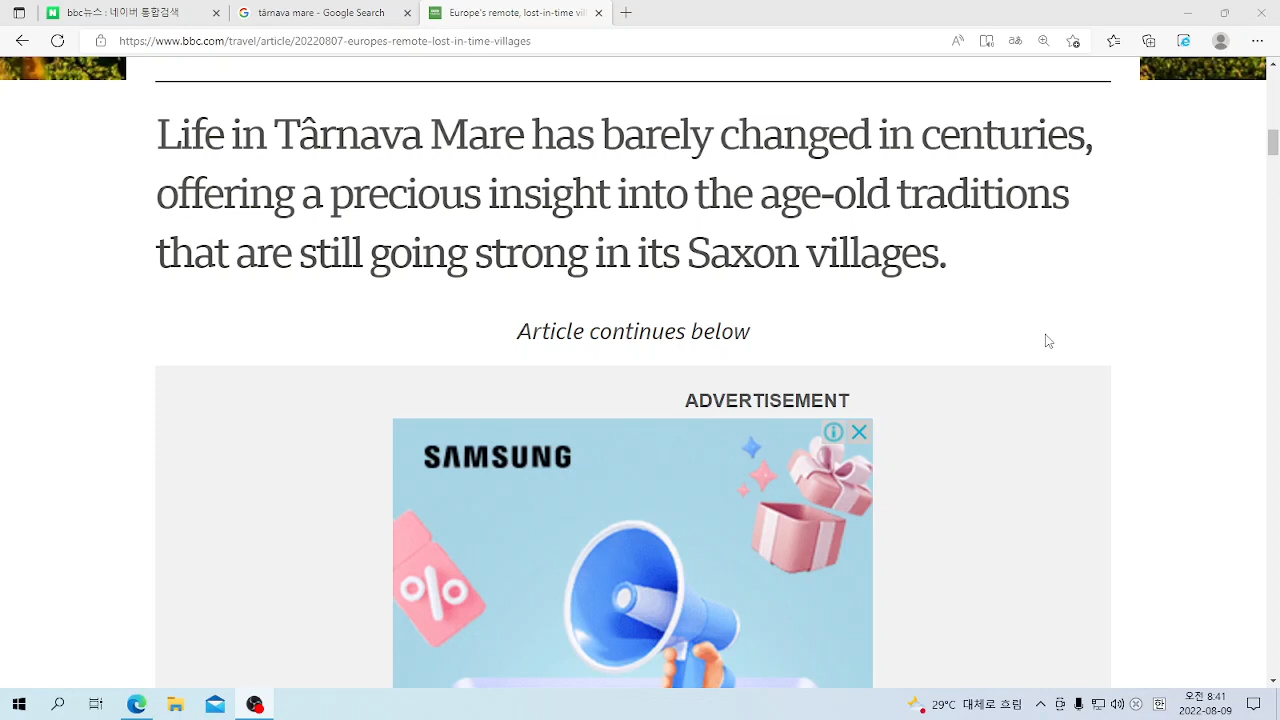 bbc뉴스 : 네이버 통합검색
târnava mare - Google Search
Europe's remote, lost-in-time vil
https://www.bbc.com/travel/article/20220807-europes-remote-lost-in-time-villages
Life in Târnava Mare has barely changed in centuries,
offering a precious insight into the age-old traditions
that are still going strong in its Saxon villages.
Article continues below
ADVERTISEMENT
SAMSUNG
%
29°C 대체로 흐림
한
오전 8:41
2022-08-09